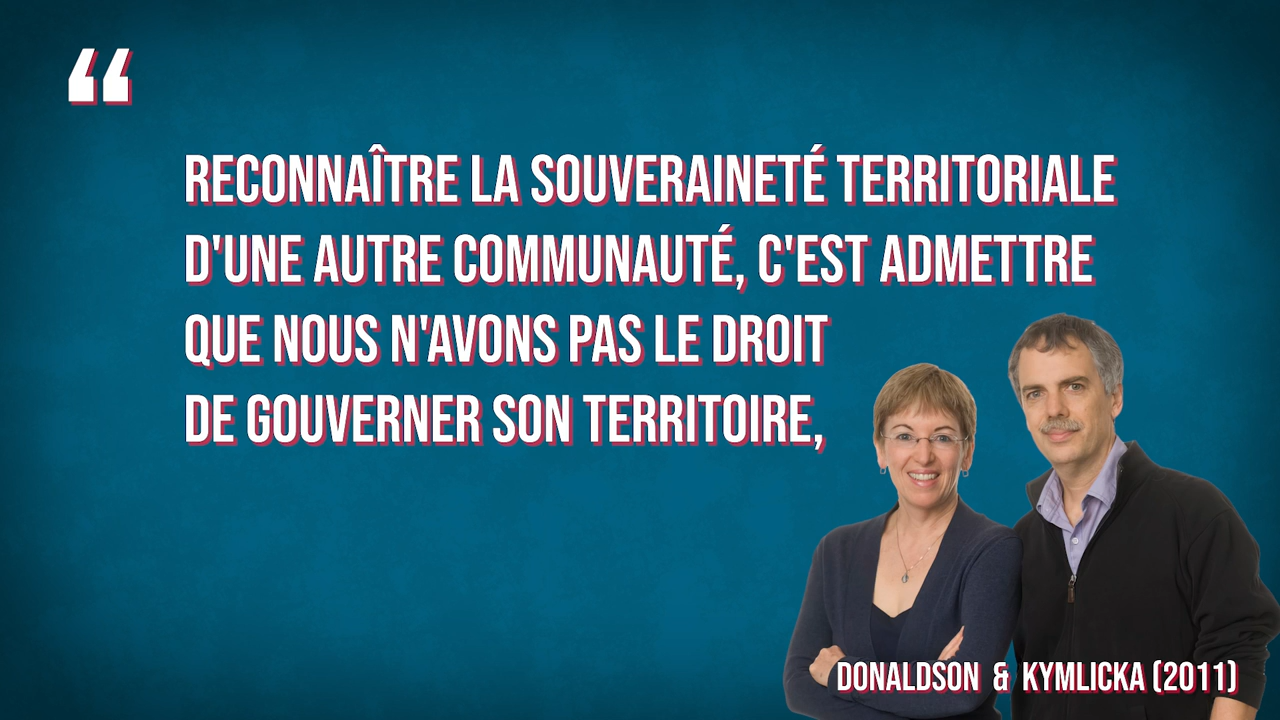 “
RECONNAÎTRE LA SOUVERAINETÉ TERRITORIALE
D'UNE AUTRE COMMUNAUTÉ, C'EST ADMETTRE
QUE NOUS N'AVONS PAS LE DROIT
DE GOUVERNER SON TERRITOIRE,
DONALDSON & KYMLICKA (2011)